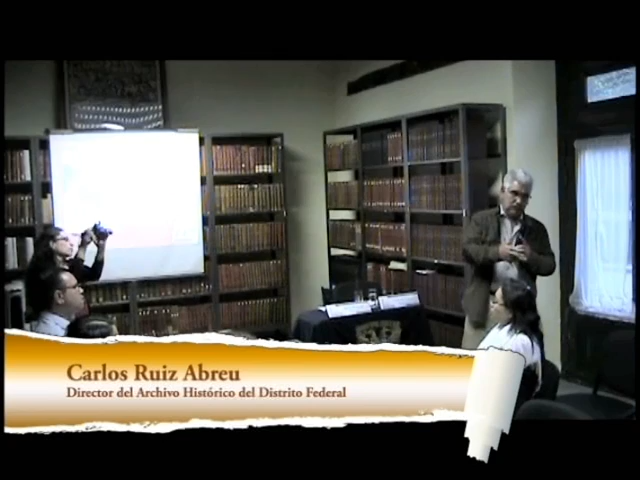 Carlos Ruiz Abreu
Director del Archivo Histórico del Distrito Federal